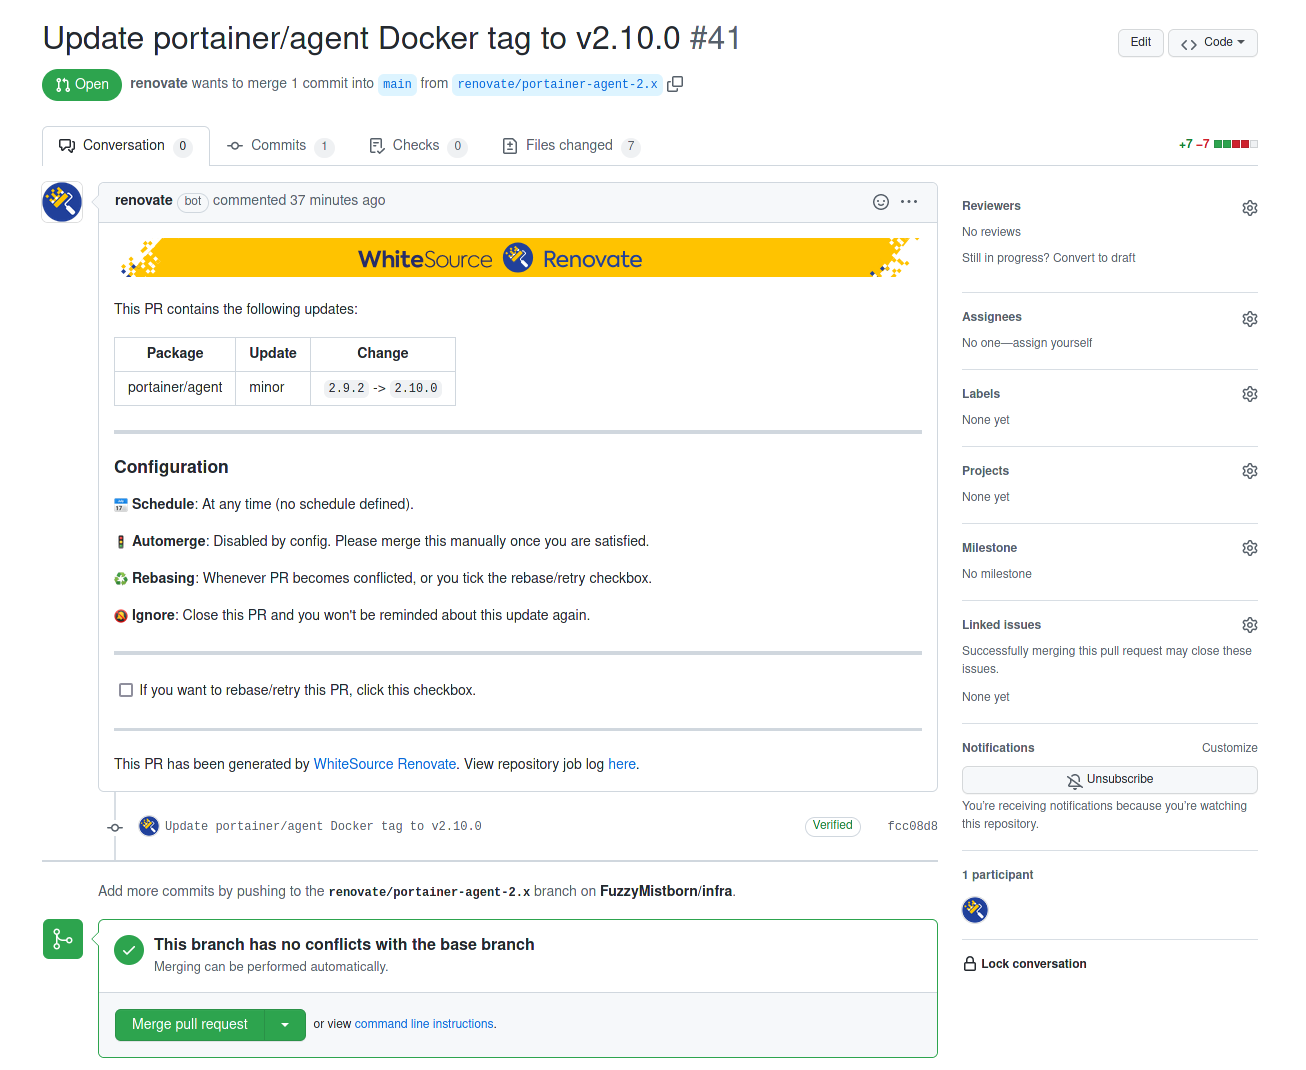 Update portainer/agent Docker tag to v2.10.0 #41
Edit
Code
Open
renovate wants to merge 1 commit into main from renovate/portainer-agent-2.x
Conversation 0
Commits 1
Checks 0
Files changed 7
+7 −7
renovate bot commented 37 minutes ago
WhiteSource Renovate
This PR contains the following updates:
Package Update Change
portainer/agent minor 2.9.2 -> 2.10.0
Configuration
Schedule: At any time (no schedule defined).
Automerge: Disabled by config. Please merge this manually once you are satisfied.
Rebasing: Whenever PR becomes conflicted, or you tick the rebase/retry checkbox.
Ignore: Close this PR and you won't be reminded about this update again.
If you want to rebase/retry this PR, click this checkbox.
This PR has been generated by WhiteSource Renovate. View repository job log here.
Update portainer/agent Docker tag to v2.10.0
Verified
fcc08d8
Add more commits by pushing to the renovate/portainer-agent-2.x branch on FuzzyMistborn/infra.
This branch has no conflicts with the base branch
Merging can be performed automatically.
Merge pull request
or view command line instructions.
Reviewers
No reviews
Still in progress? Convert to draft
Assignees
No one—assign yourself
Labels
None yet
Projects
None yet
Milestone
No milestone
Linked issues
Successfully merging this pull request may close these
issues.
None yet
Notifications
Customize
Unsubscribe
You're receiving notifications because you're watching
this repository.
1 participant
Lock conversation